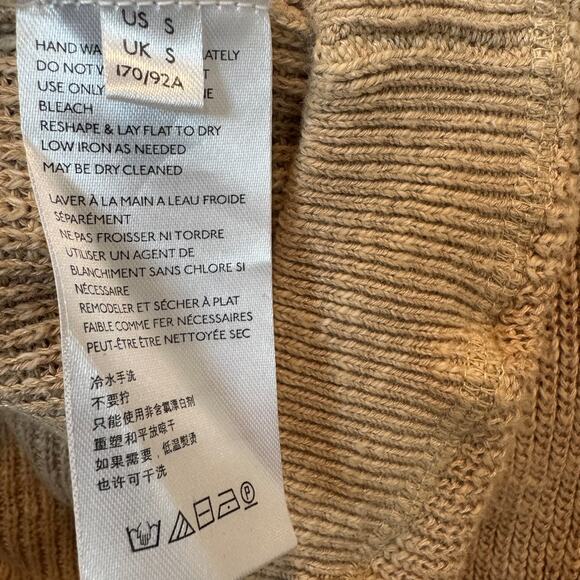 US S
UK S
170/92A
HAND WA
DO NOT
USE ONLY
BLEACH
RESHAPE & LAY FLAT TO DRY
LOW IRON AS NEEDED
MAY BE DRY CLEANED
LAVER À LA MAIN A LEAU FROIDE
SÉPARÉMENT
NE PAS FROISSER NI TORDRE
UTILISER UN AGENT DE
BLANCHIMENT SANS CHLORE SI
NÉCESSAIRE
REMODELER ET SÉCHER À PLAT
FAIBLE COMME FER NÉCESSAIRES
PEUT-ÊTRE ÊTRE NETTOYÉE SEC
冷水手洗
不要拧
只能使用非含氯漂白剂
重塑和平放晾干
如果需要，低温熨烫
也许可干洗
P